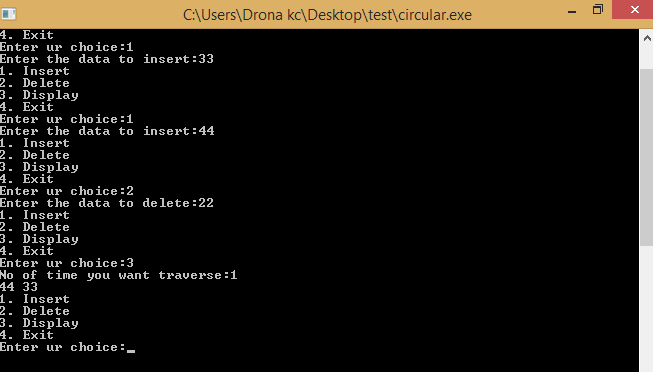 C:\Users\Drona kc\Desktop\test\circular.exe
4. Exit
Enter ur choice:1
Enter the data to insert:33
1. Insert
2. Delete
3. Display
4. Exit
Enter ur choice:1
Enter the data to insert:44
1. Insert
2. Delete
3. Display
4. Exit
Enter ur choice:2
Enter the data to delete:22
1. Insert
2. Delete
3. Display
4. Exit
Enter ur choice:3
No of time you want traverse:1
44 33
1. Insert
2. Delete
3. Display
4. Exit
Enter ur choice: